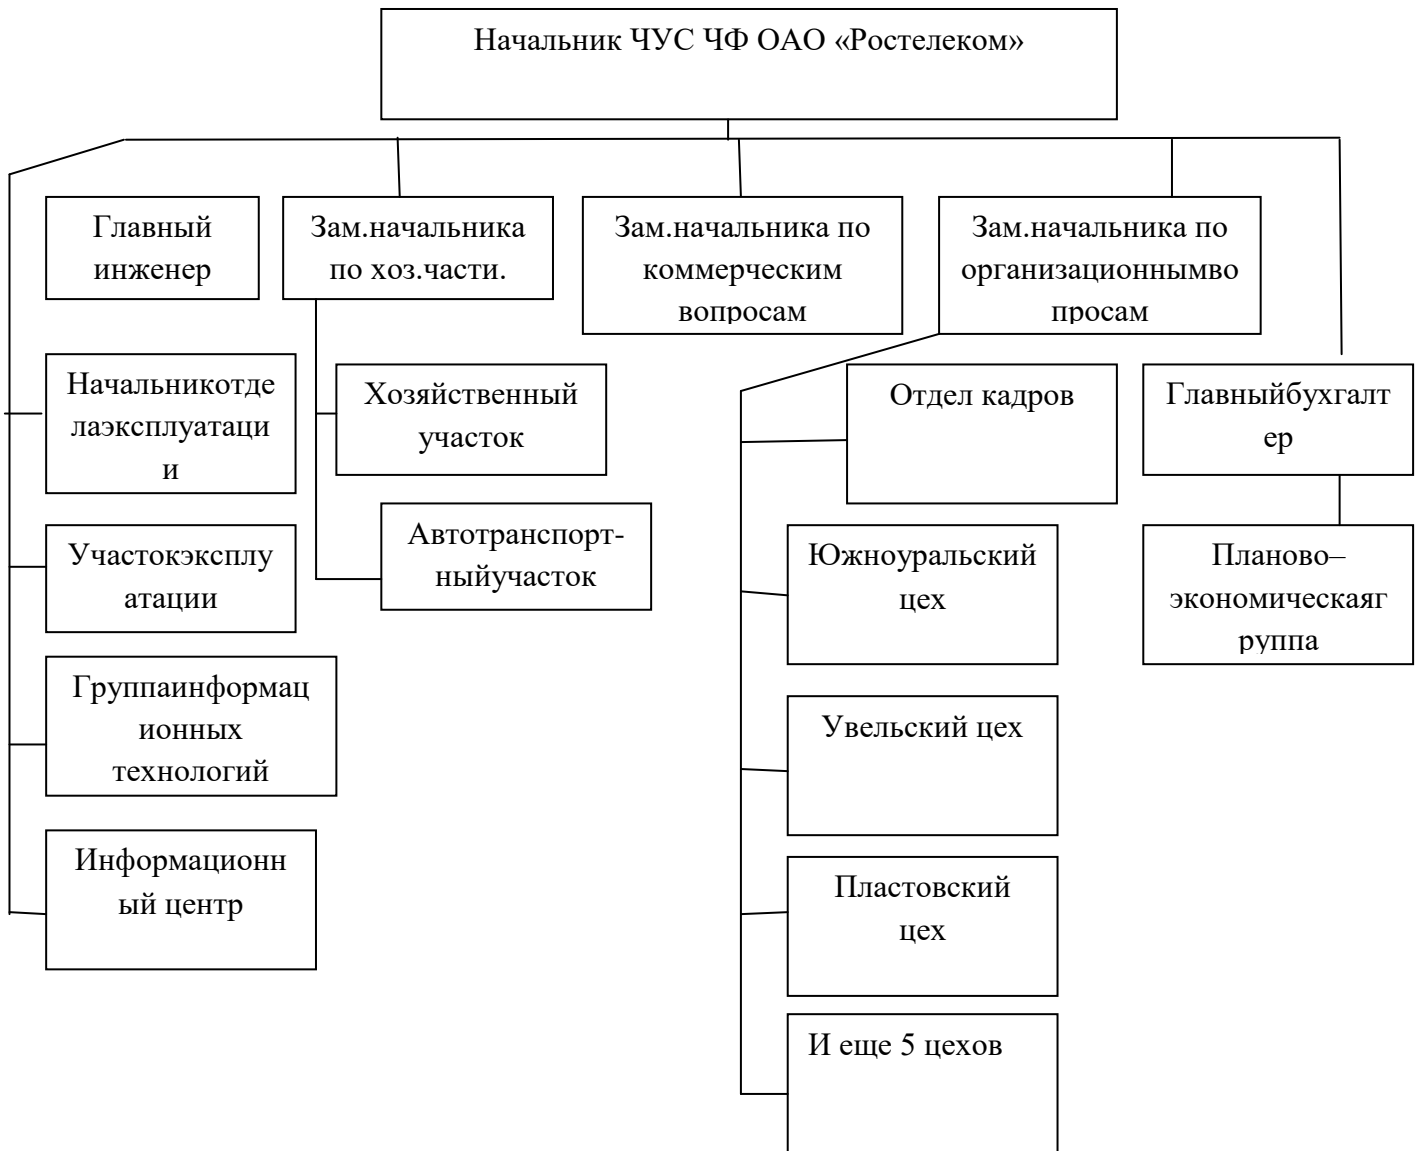 Начальник ЧУС ЧФ ОАО «Ростелеком»
Главный
инженер
Зам.начальника
по хоз.части.
Зам.начальника по
коммерческим
вопросам
Зам.начальника по
организационнымво
просам
Начальникотде
лаэксплуатаци
и
Хозяйственный
участок
Отдел кадров
Главныйбухгалт
ер
Автотранспорт-
ныйучасток
Участокэксплу
атации
Южноуральский
цех
Планово–
экономическаяг
руппа
Группаинформац
ионных
технологий
Увельский цех
Информационн
ый центр
Пластовский
цех
И еще 5 цехов